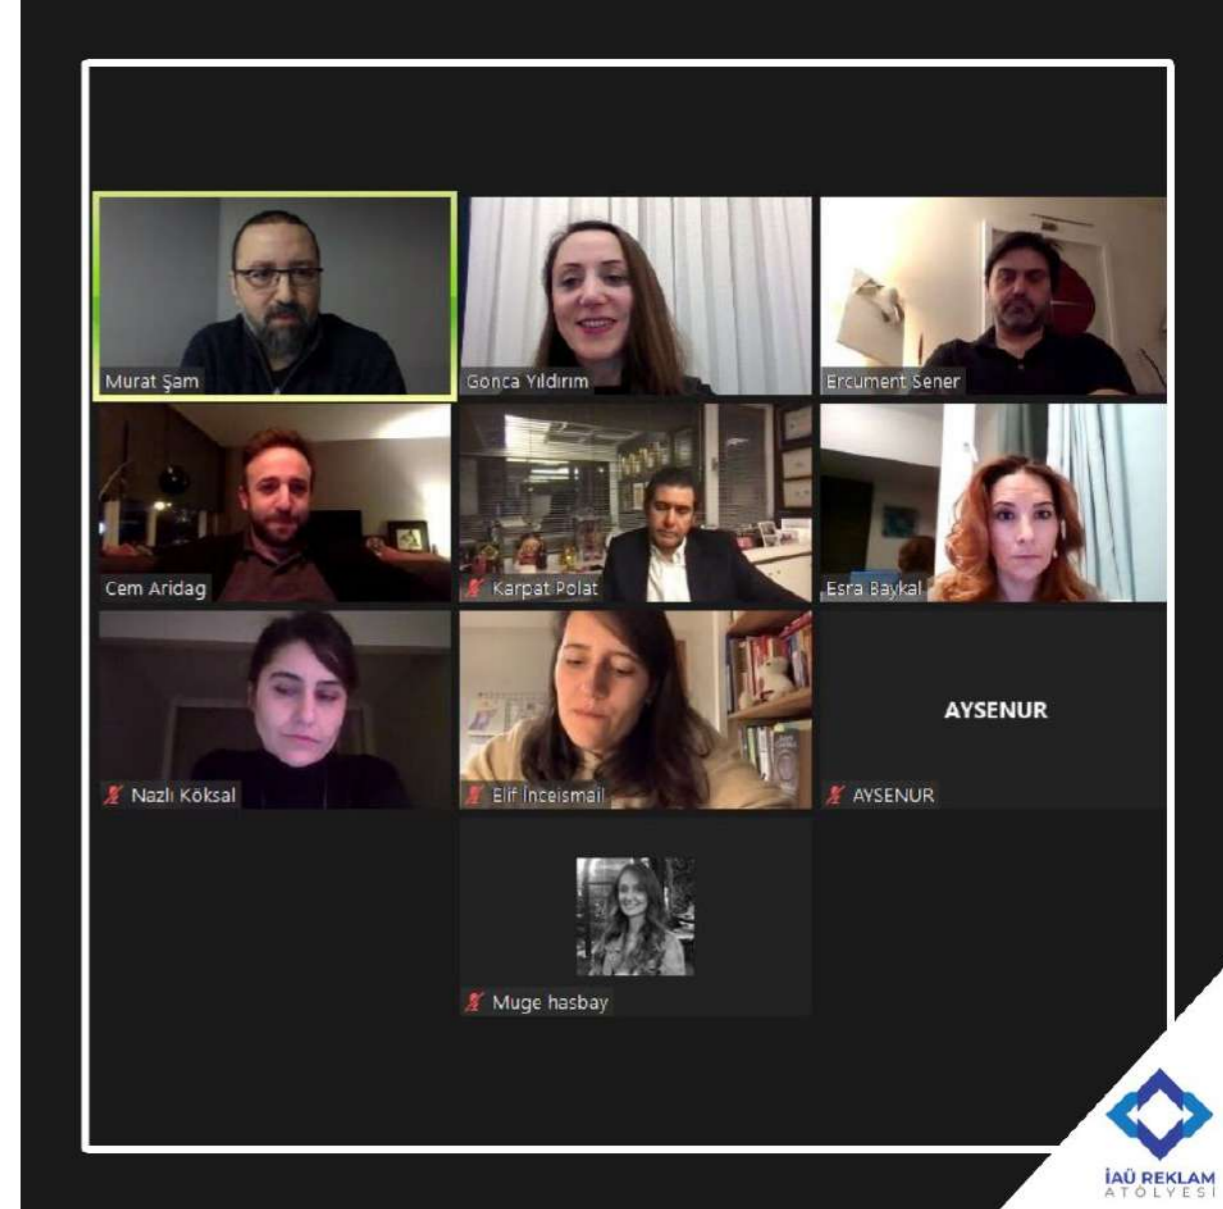 Murat Şam
Gonca Yıldırım
Ercument Sener
Cem Aridag
Karpat Polat
Esra Baykal
Nazlı Köksal
Elif İnceismail
AYSENUR
AYSENUR
Muge hasbay
İAÜ REKLAM
ATÖLYESİ